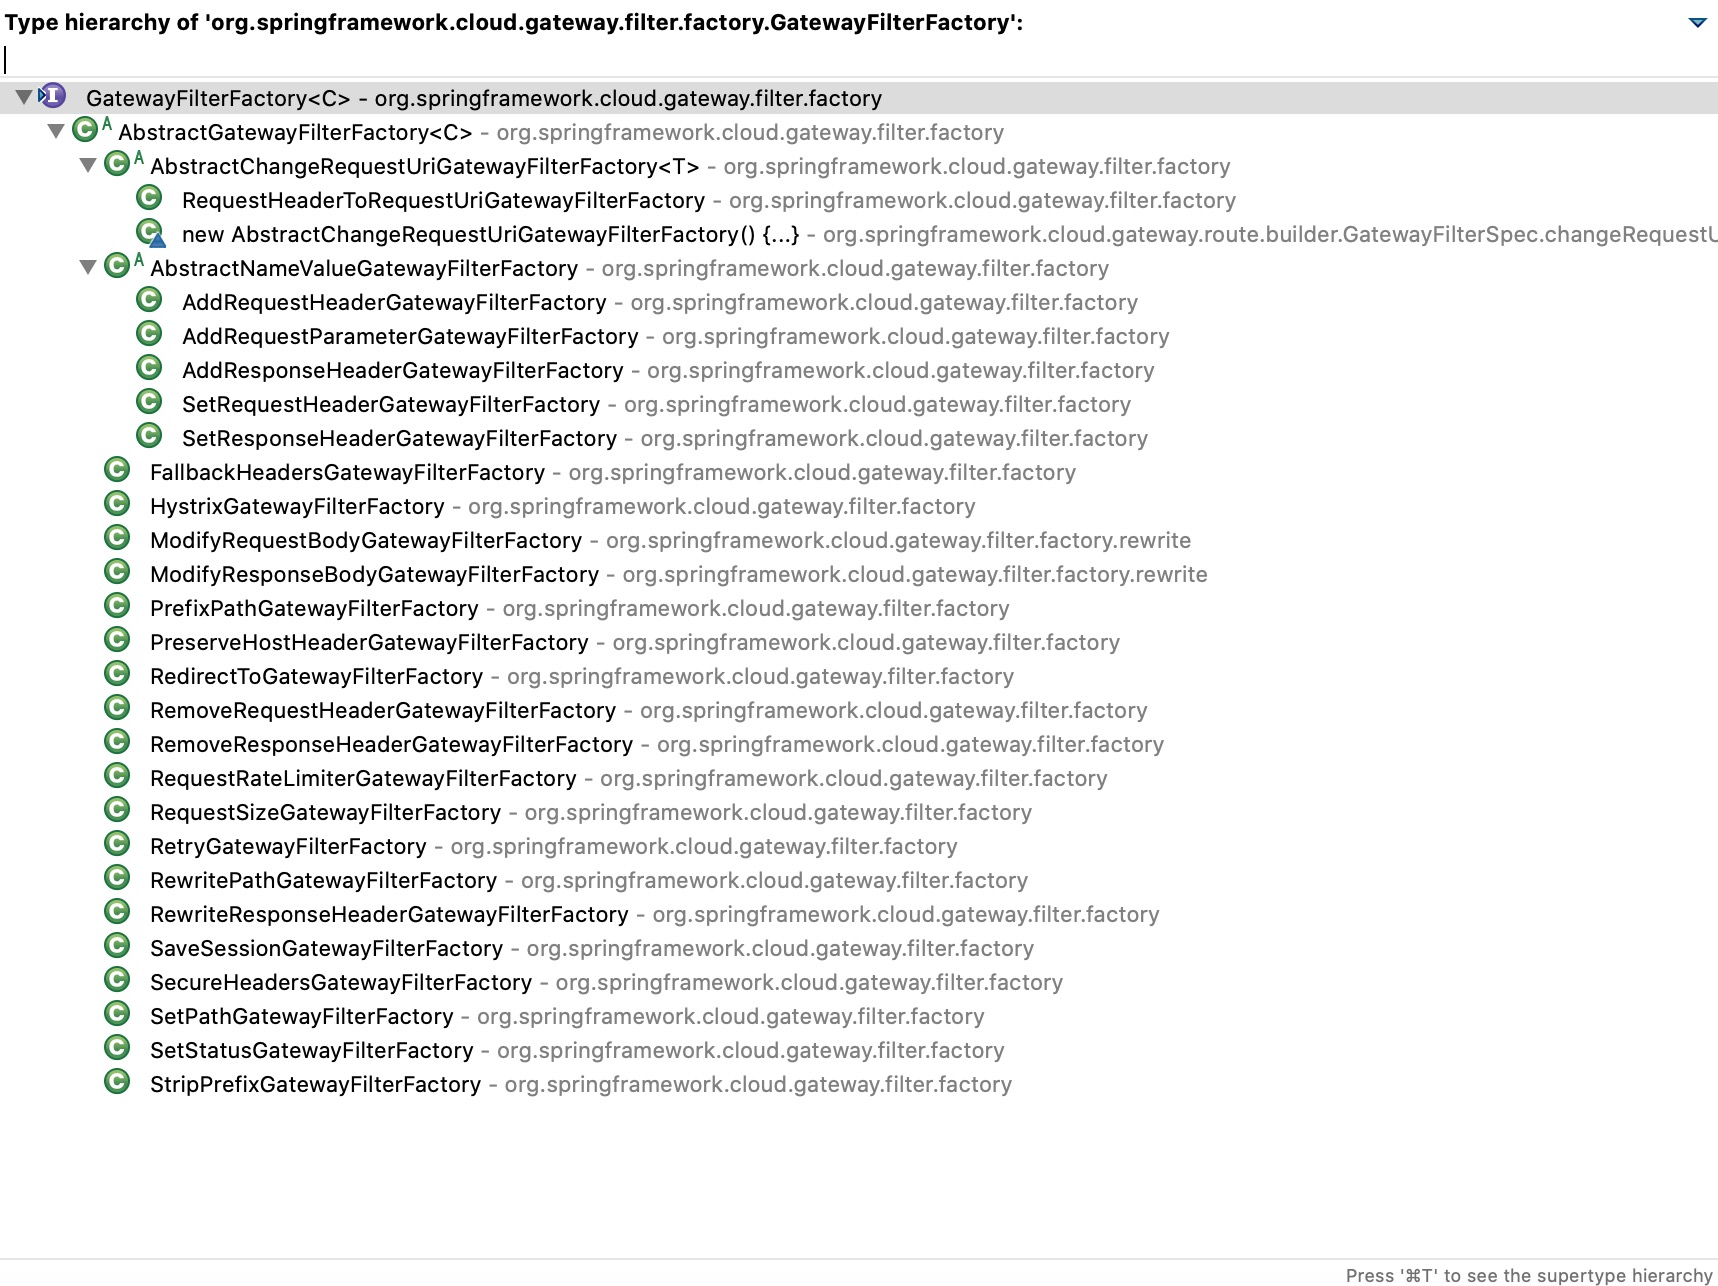 Type hierarchy of 'org.springframework.cloud.gateway.filter.factory.GatewayFilterFactory':
GatewayFilterFactory<C> - org.springframework.cloud.gateway.filter.factory
AbstractGatewayFilterFactory<C> - org.springframework.cloud.gateway.filter.factory
AbstractChangeRequestUriGatewayFilterFactory<T> - org.springframework.cloud.gateway.filter.factory
RequestHeaderToRequestUriGatewayFilterFactory - org.springframework.cloud.gateway.filter.factory
new AbstractChangeRequestUriGatewayFilterFactory() {...} - org.springframework.cloud.gateway.route.builder.GatewayFilterSpec.changeRequestU
AbstractNameValueGatewayFilterFactory - org.springframework.cloud.gateway.filter.factory
AddRequestHeaderGatewayFilterFactory - org.springframework.cloud.gateway.filter.factory
AddRequestParameterGatewayFilterFactory - org.springframework.cloud.gateway.filter.factory
AddResponseHeaderGatewayFilterFactory - org.springframework.cloud.gateway.filter.factory
SetRequestHeaderGatewayFilterFactory - org.springframework.cloud.gateway.filter.factory
SetResponseHeaderGatewayFilterFactory - org.springframework.cloud.gateway.filter.factory
FallbackHeadersGatewayFilterFactory - org.springframework.cloud.gateway.filter.factory
HystrixGatewayFilterFactory - org.springframework.cloud.gateway.filter.factory
ModifyRequestBodyGatewayFilterFactory - org.springframework.cloud.gateway.filter.factory.rewrite
ModifyResponseBodyGatewayFilterFactory - org.springframework.cloud.gateway.filter.factory.rewrite
PrefixPathGatewayFilterFactory - org.springframework.cloud.gateway.filter.factory
PreserveHostHeaderGatewayFilterFactory - org.springframework.cloud.gateway.filter.factory
RedirectToGatewayFilterFactory - org.springframework.cloud.gateway.filter.factory
RemoveRequestHeaderGatewayFilterFactory - org.springframework.cloud.gateway.filter.factory
RemoveResponseHeaderGatewayFilterFactory - org.springframework.cloud.gateway.filter.factory
RequestRateLimiterGatewayFilterFactory - org.springframework.cloud.gateway.filter.factory
RequestSizeGatewayFilterFactory - org.springframework.cloud.gateway.filter.factory
RetryGatewayFilterFactory - org.springframework.cloud.gateway.filter.factory
RewritePathGatewayFilterFactory - org.springframework.cloud.gateway.filter.factory
RewriteResponseHeaderGatewayFilterFactory - org.springframework.cloud.gateway.filter.factory
SaveSessionGatewayFilterFactory - org.springframework.cloud.gateway.filter.factory
SecureHeadersGatewayFilterFactory - org.springframework.cloud.gateway.filter.factory
SetPathGatewayFilterFactory - org.springframework.cloud.gateway.filter.factory
SetStatusGatewayFilterFactory - org.springframework.cloud.gateway.filter.factory
StripPrefixGatewayFilterFactory - org.springframework.cloud.gateway.filter.factory
Press '⌘T' to see the supertype hierarchy